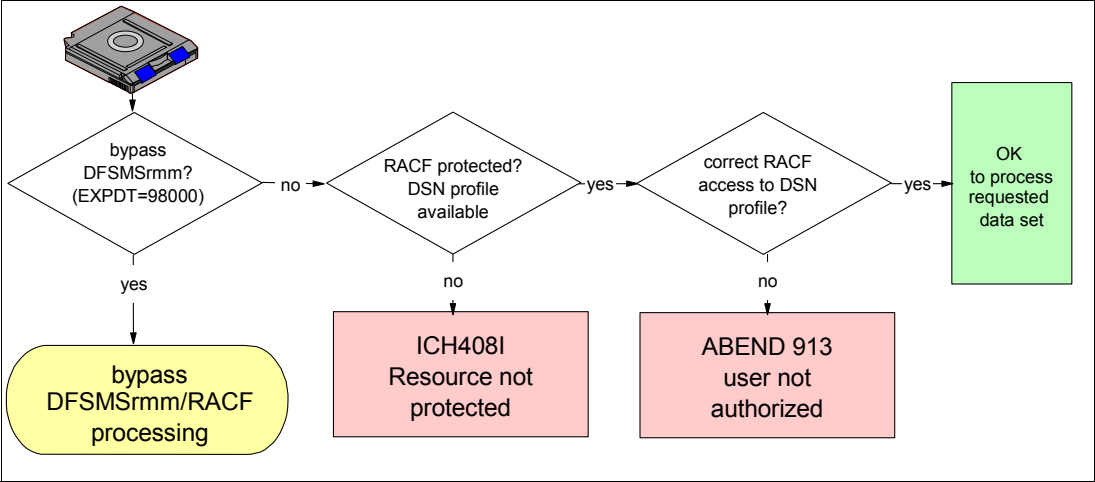 bypass
DFSMSrmm?
(EXPDT=98000)
no
RACF protected?
DSN profile
available
yes
correct RACF
access to DSN
profile?
yes
OK
to process
requested
data set
yes
no
no
bypass
DFSMSrmm/RACF
processing
ICH408I
Resource not
protected
ABEND 913
user not
authorized